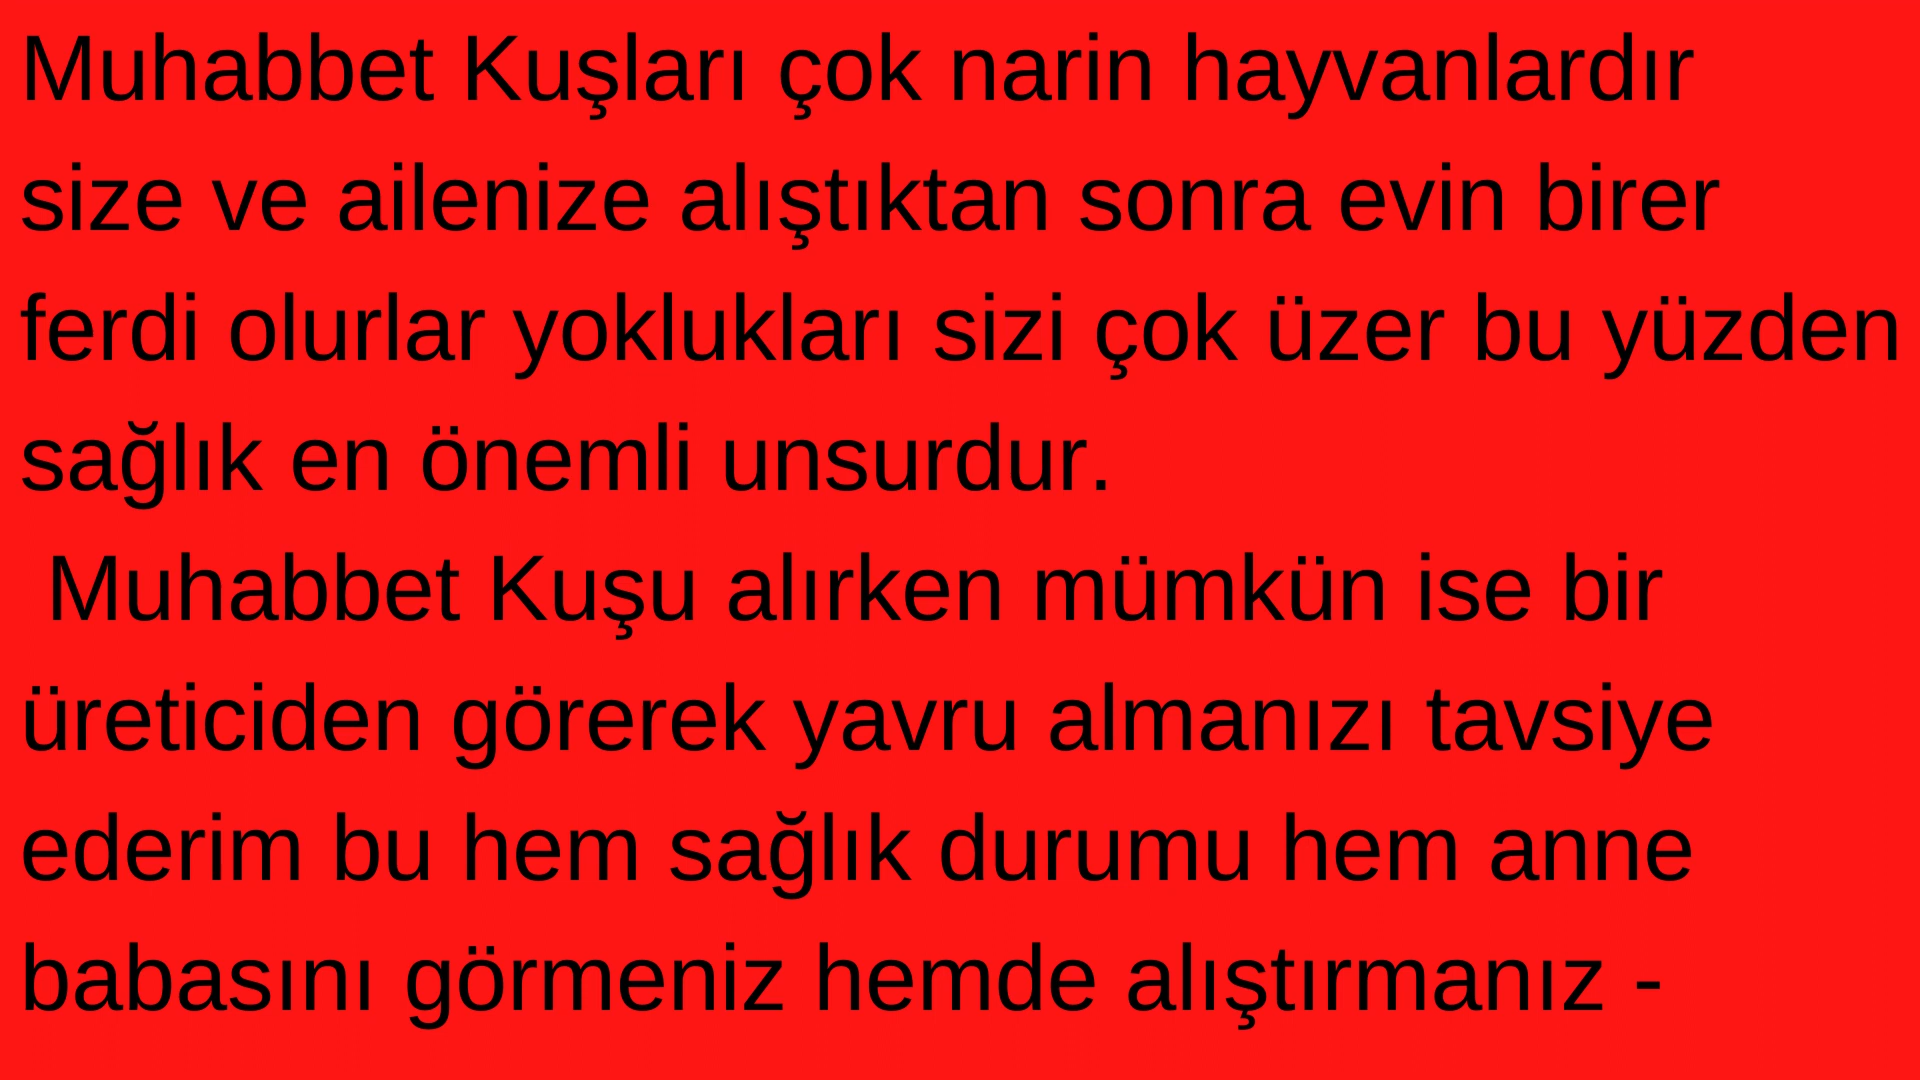 Muhabbet Kuşları çok narin hayvanlardır
size ve ailenize alıştıktan sonra evin birer
ferdi olurlar yoklukları sizi çok üzer bu yüzden
sağlık en önemli unsurdur.
Muhabbet Kuşu alırken mümkün ise bir
üreticiden görerek yavru almanızı tavsiye
ederim bu hem sağlık durumu hem anne
babasını görmeniz hemde alıştırmanız -